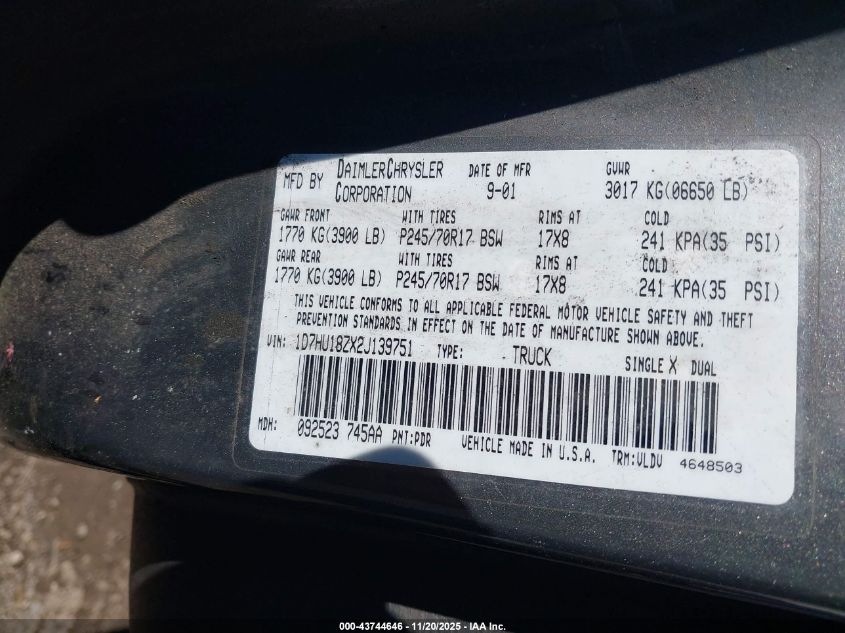 MFD BY DAIMLERCHRYSLER CORPORATION DATE OF MFR 9-01 GVWR 3017 KG(06650 LB)
GAWR FRONT WITH TIRES RIMS AT COLD
1770 KG(3900 LB) P245/70R17 BSW 17X8 241 KPA(35 PSI)
GAWR REAR WITH TIRES RIMS AT COLD
1770 KG(3900 LB) P245/70R17 BSW 17X8 241 KPA(35 PSI)
THIS VEHICLE CONFORMS TO ALL APPLICABLE FEDERAL MOTOR VEHICLE SAFETY AND THEFT
PREVENTION STANDARDS IN EFFECT ON THE DATE OF MANUFACTURE SHOWN ABOVE.
VIN: 1D7HU18ZX2J139751 TYPE: TRUCK SINGLE X DUAL
MDH: 092523 745AA PNT:PDR VEHICLE MADE IN U.S.A. TRM:VLDV 4648503
000-43744646 - 11/20/2025 - IAA Inc.